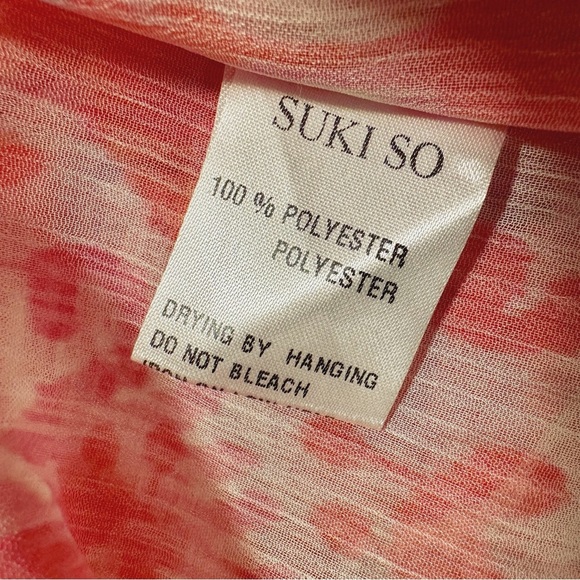 SUKI SO
100 % POLYESTER
POLYESTER
DRYING BY HANGING
DO NOT BLEACH